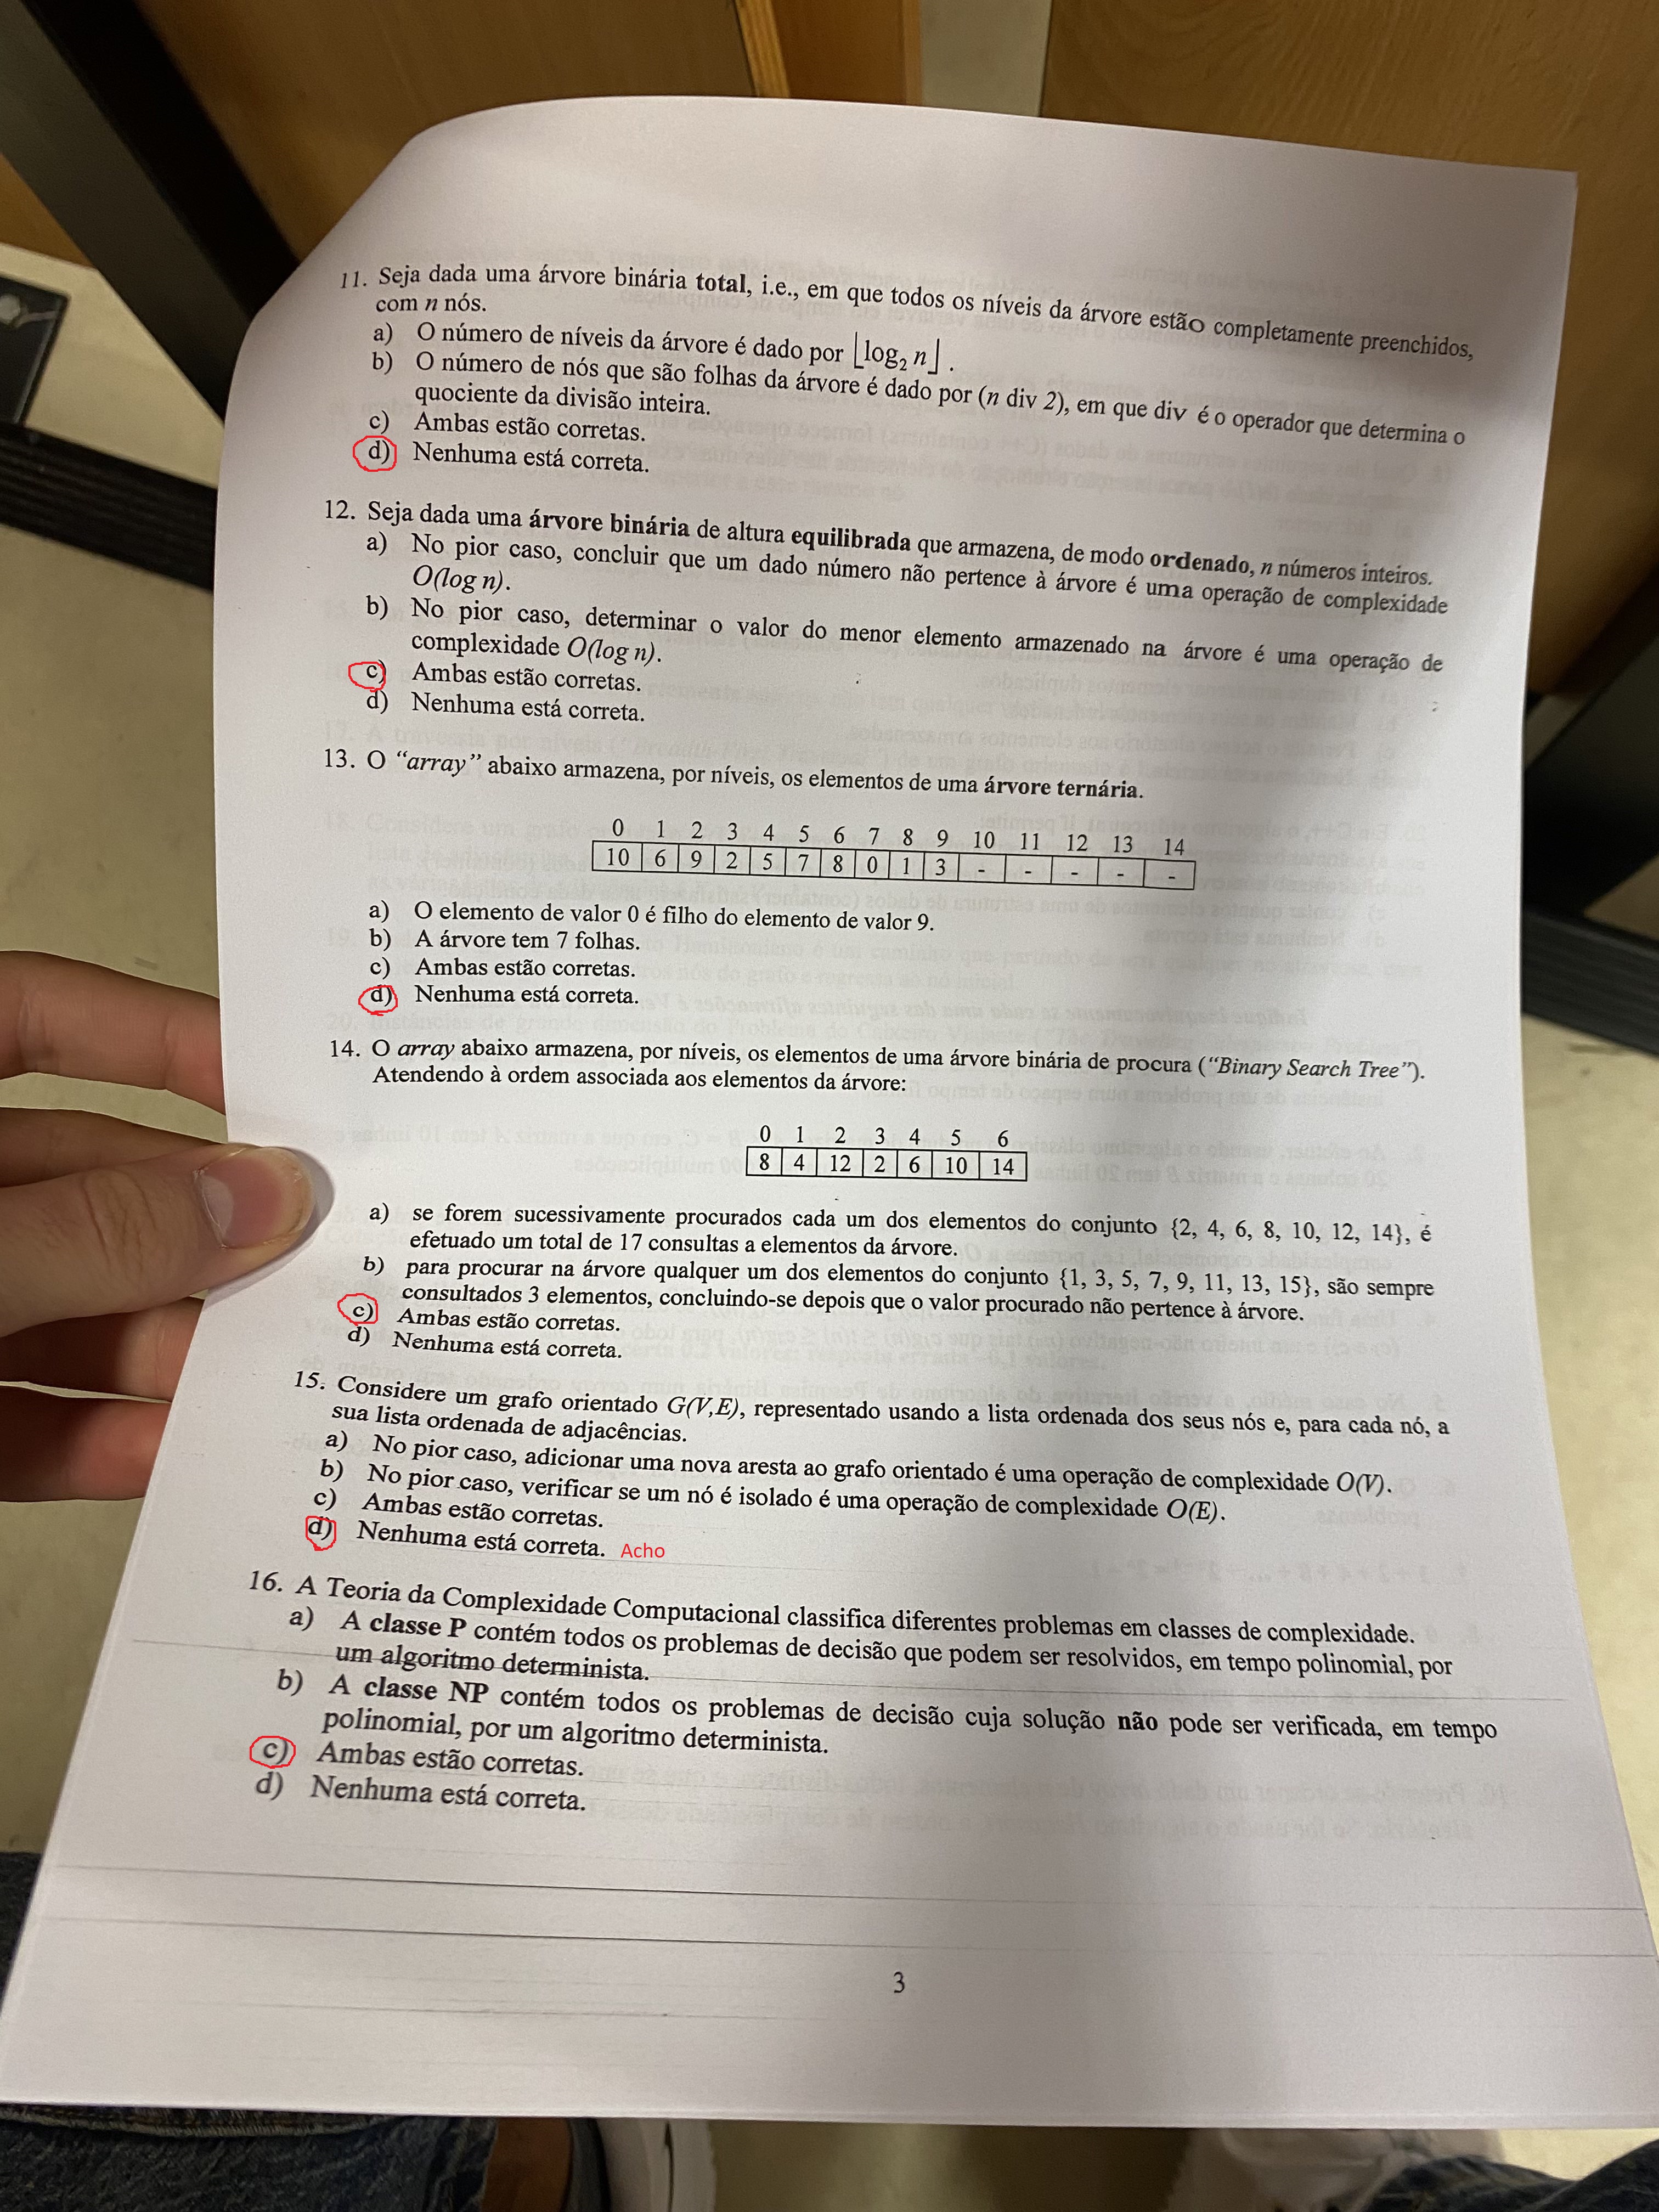 11. Seja dada uma árvore binária total, i.e., em que todos os níveis da árvore estão completamente preenchidos,
com n nós.
a) O número de níveis da árvore é dado por ⌊log₂ n⌋.
b) O número de nós que são folhas da árvore é dado por (n div 2), em que div é o operador que determina o
quociente da divisão inteira.
c) Ambas estão corretas.
d) Nenhuma está correta.
12. Seja dada uma árvore binária de altura equilibrada que armazena, de modo ordenado, n números inteiros.
a) No pior caso, concluir que um dado número não pertence à árvore é uma operação de complexidade
O(log n).
b) No pior caso, determinar o valor do menor elemento armazenado na árvore é uma operação de
complexidade O(log n).
c) Ambas estão corretas.
d) Nenhuma está correta.
13. O “array” abaixo armazena, por níveis, os elementos de uma árvore ternária.
0 1 2 3 4 5 6 7 8 9 10 11 12 13 14
10 6 9 2 5 7 8 0 1 3 - - - - -
a) O elemento de valor 0 é filho do elemento de valor 9.
b) A árvore tem 7 folhas.
c) Ambas estão corretas.
d) Nenhuma está correta.
14. O array abaixo armazena, por níveis, os elementos de uma árvore binária de procura (“Binary Search Tree”).
Atendendo à ordem associada aos elementos da árvore:
0 1 2 3 4 5 6
8 4 12 2 6 10 14
a) se forem sucessivamente procurados cada um dos elementos do conjunto {2, 4, 6, 8, 10, 12, 14}, é
efetuado um total de 17 consultas a elementos da árvore.
b) para procurar na árvore qualquer um dos elementos do conjunto {1, 3, 5, 7, 9, 11, 13, 15}, são sempre
consultados 3 elementos, concluindo-se depois que o valor procurado não pertence à árvore.
c) Ambas estão corretas.
d) Nenhuma está correta.
15. Considere um grafo orientado G(V,E), representado usando a lista ordenada dos seus nós e, para cada nó, a
sua lista ordenada de adjacências.
a) No pior caso, adicionar uma nova aresta ao grafo orientado é uma operação de complexidade O(V).
b) No pior caso, verificar se um nó é isolado é uma operação de complexidade O(E).
c) Ambas estão corretas.
d) Nenhuma está correta. Acho
16. A Teoria da Complexidade Computacional classifica diferentes problemas em classes de complexidade.
a) A classe P contém todos os problemas de decisão que podem ser resolvidos, em tempo polinomial, por
um algoritmo determinista.
b) A classe NP contém todos os problemas de decisão cuja solução não pode ser verificada, em tempo
polinomial, por um algoritmo determinista.
c) Ambas estão corretas.
d) Nenhuma está correta.
3